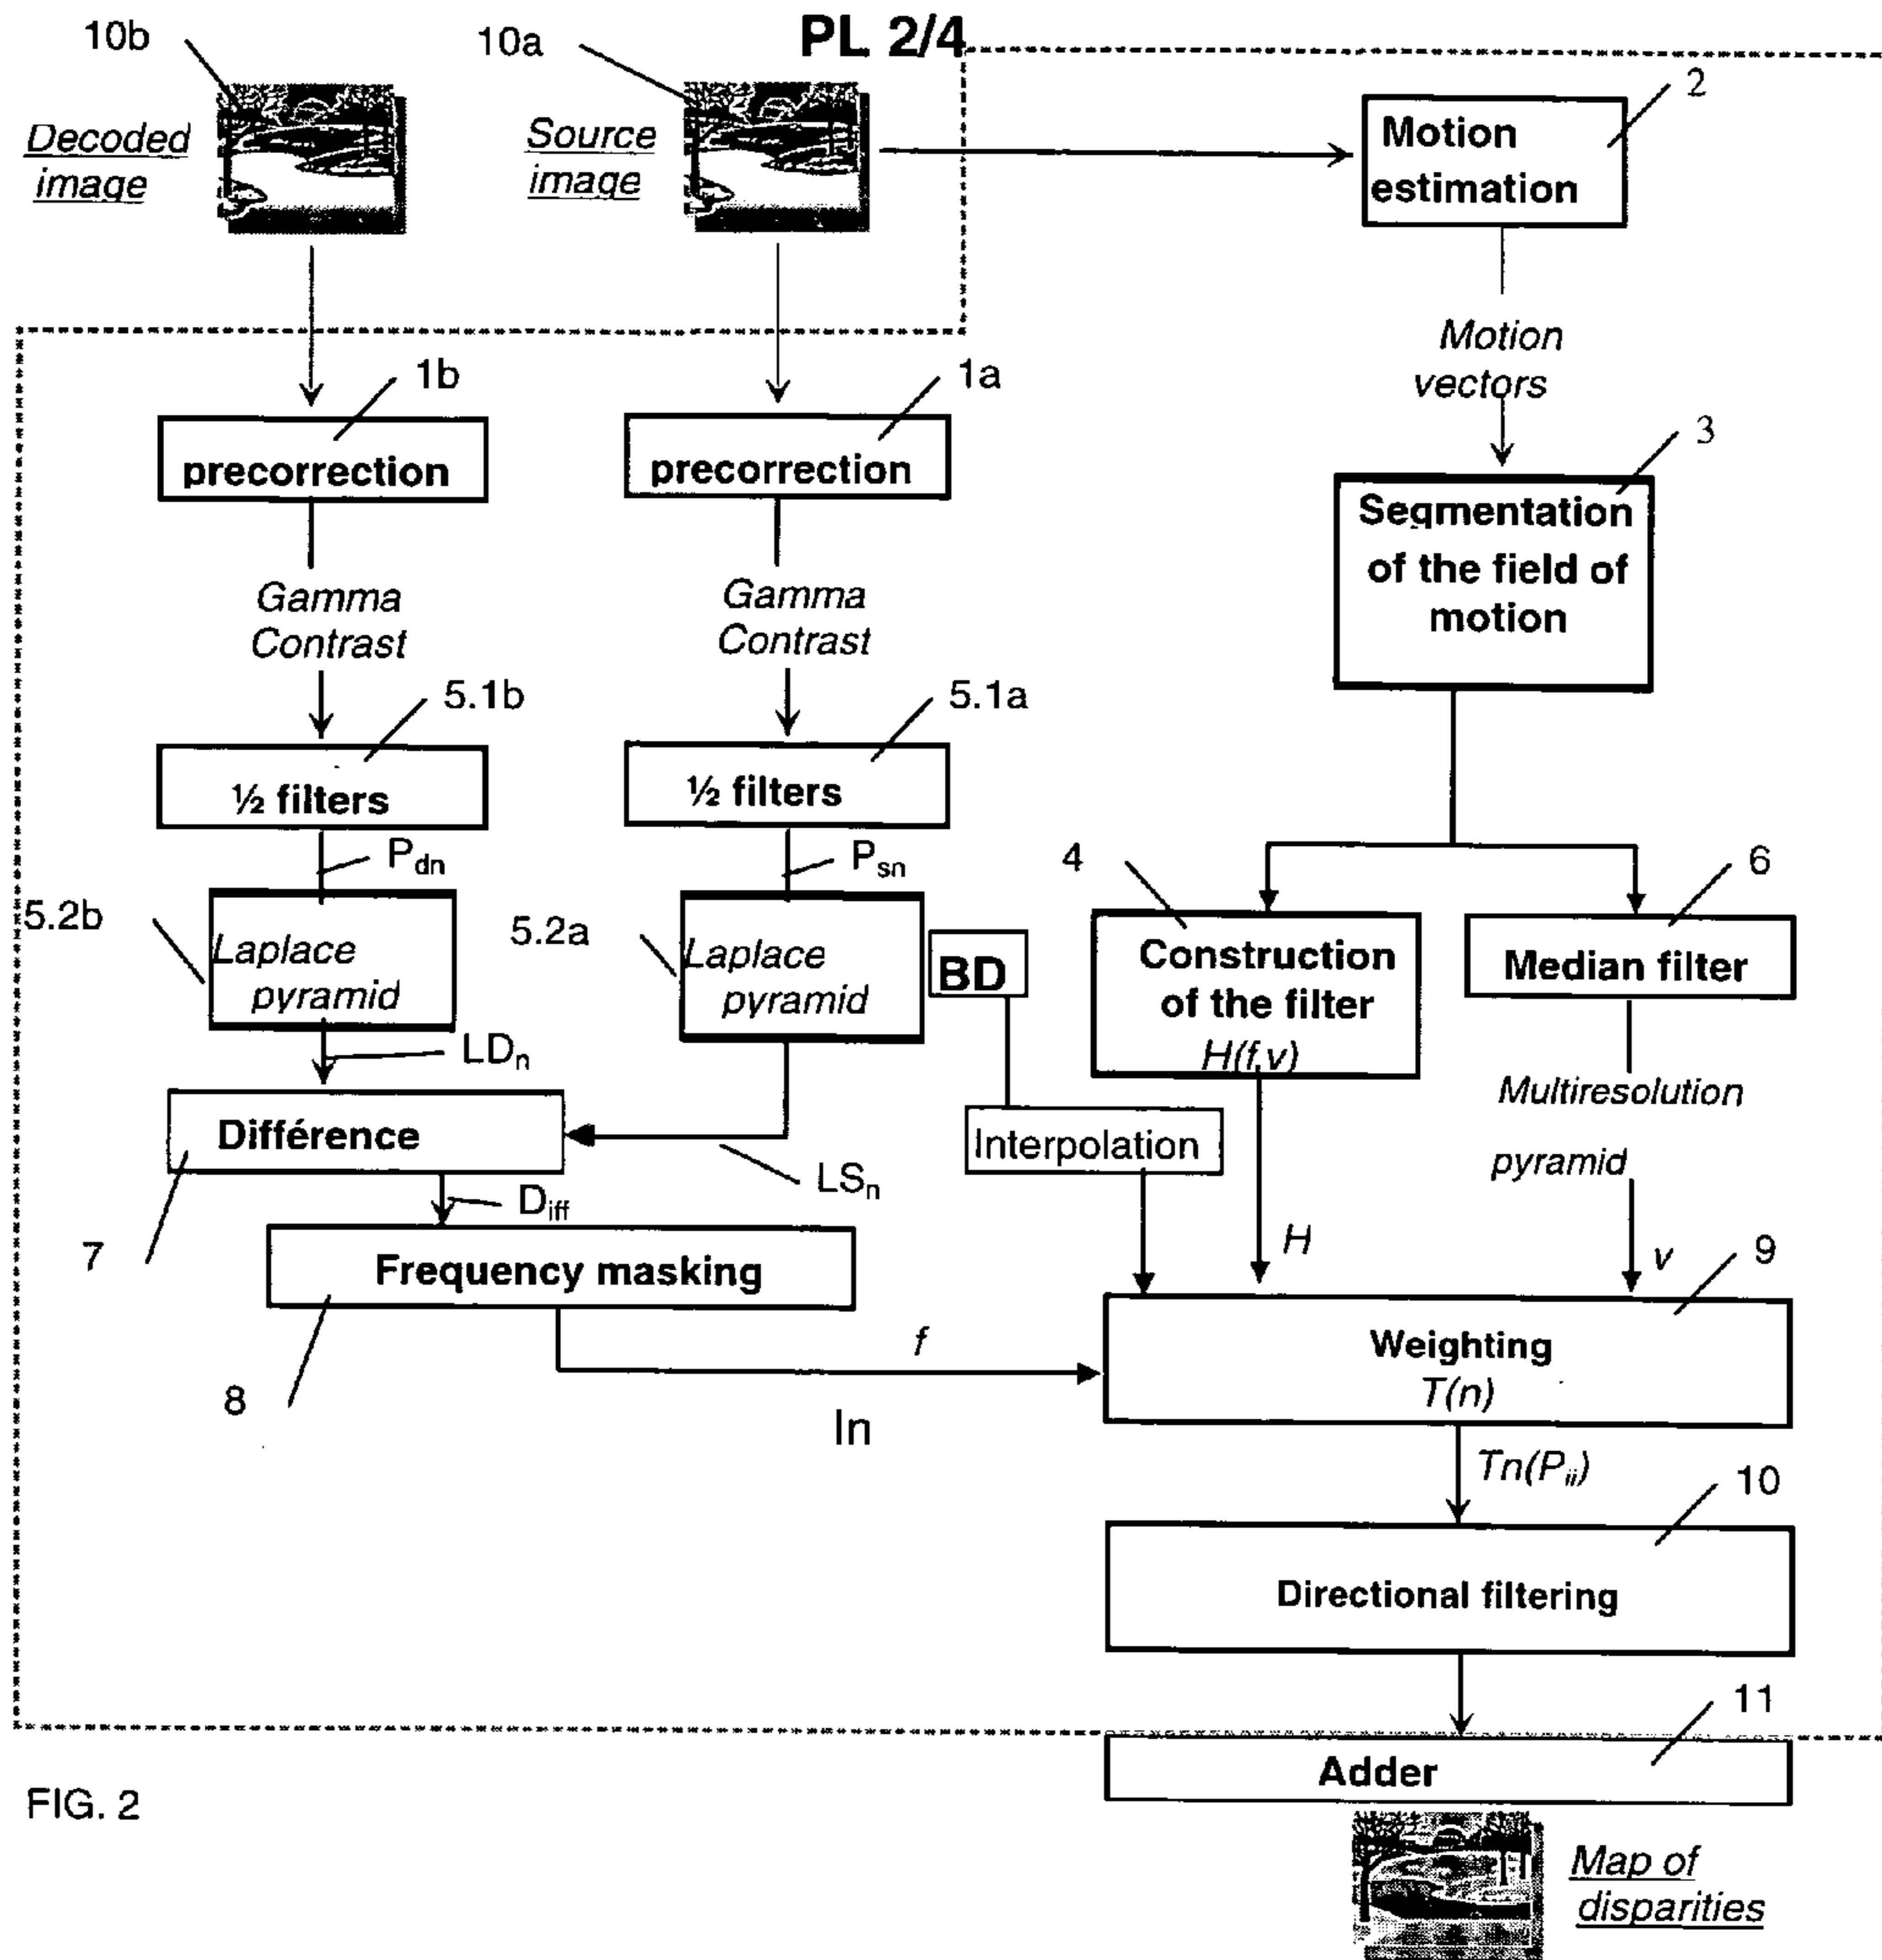 PL 2/4
10b
10a
Decoded
image
Source
image
2
Motion
estimation
Motion
vectors
1b
1a
3
precorrection
precorrection
Segmentation
of the field of
motion
Gamma
Contrast
Gamma
Contrast
5.1b
5.1a
½ filters
½ filters
Pdn
Psn
4
6
5.2b
5.2a
Laplace
pyramid
Laplace
pyramid
BD
Construction
of the filter
H(f,v)
Median filter
LDn
Multiresolution
pyramid
Différence
Interpolation
LSn
Diff
7
H
v
9
Frequency masking
8
f
In
Weighting
T(n)
Tn(Pij)
10
Directional filtering
11
Adder
FIG. 2
Map of
disparities